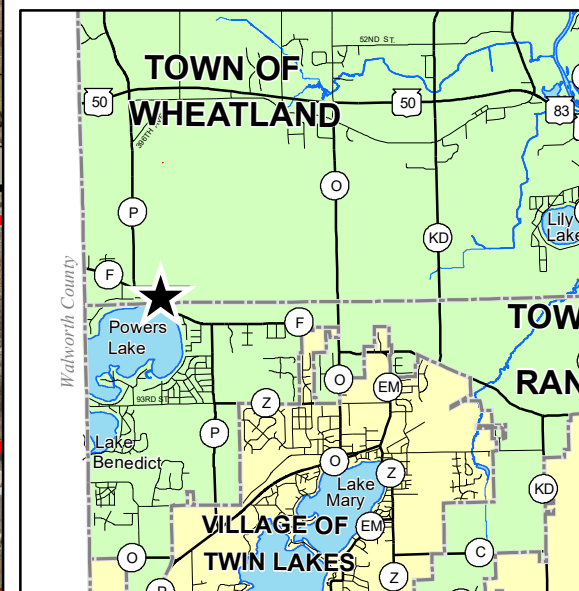 52ND ST.
TOWN OF
WHEATLAND
50
50
83
396TH AVE
P
O
KD
Lily
Lake
F
Walworth County
Powers
Lake
F
TOW
RAN
O
EM
93RD ST.
Z
P
Lake
Benedict
O
Z
Lake
Mary
KD
VILLAGE OF
EM
TWIN LAKES
O
C
Z